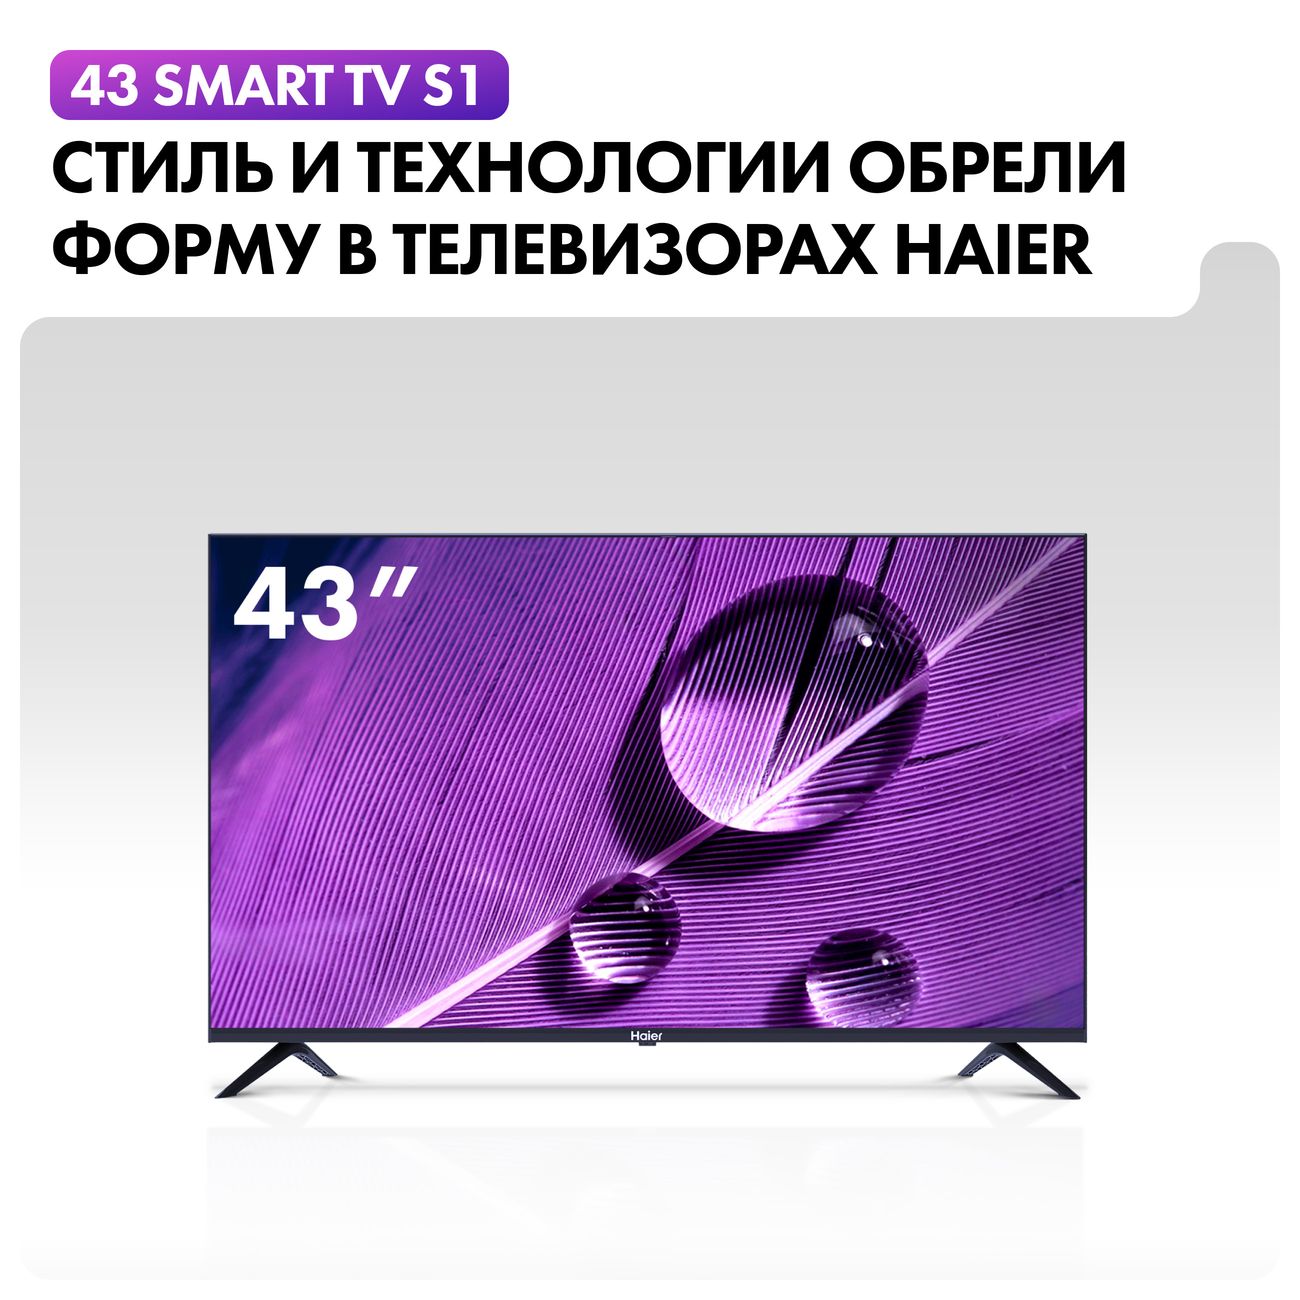 43 SMART TV S1
СТИЛЬ И ТЕХНОЛОГИИ ОБРЕЛИ
ФОРМУ В ТЕЛЕВИЗОРАХ HAIER
43”
Haier